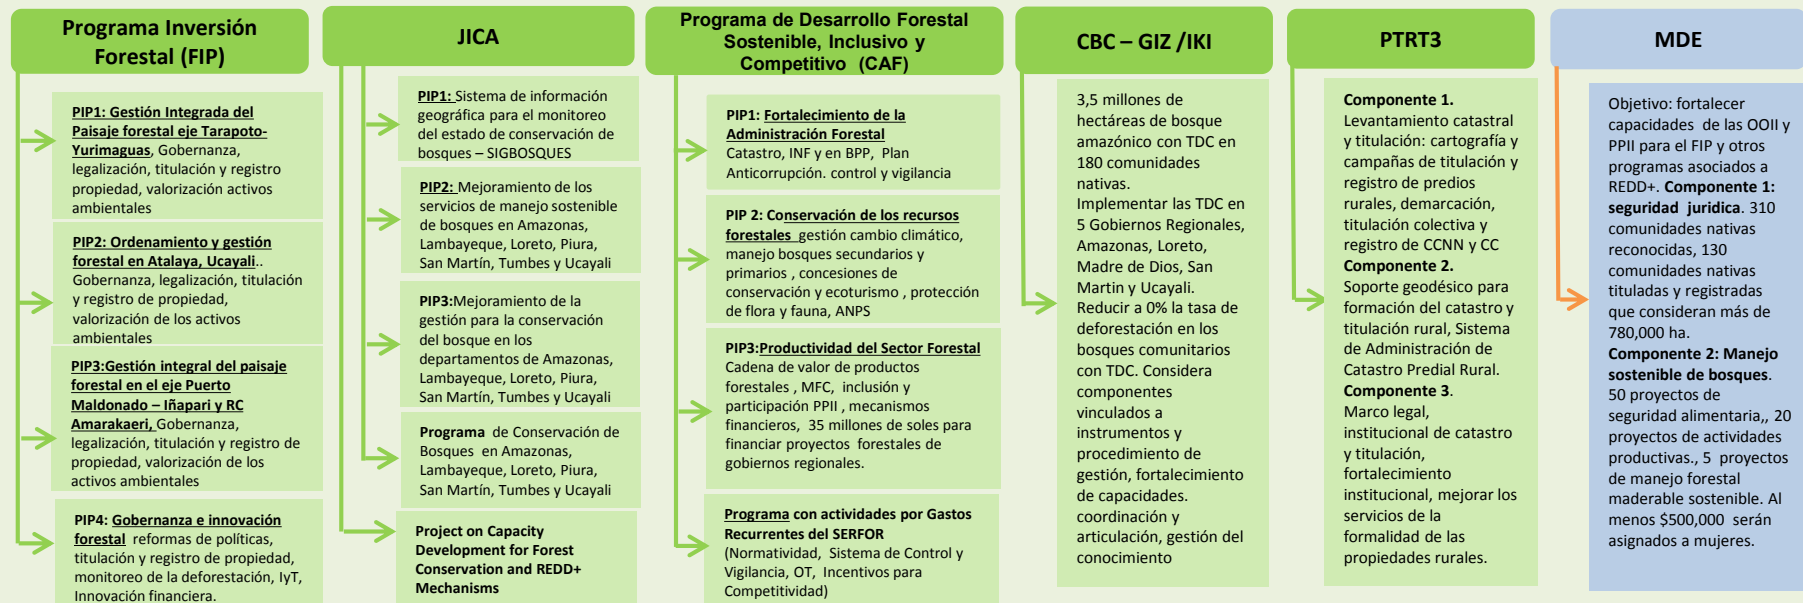 Programa Inversión
Forestal (FIP)
PIP1: Gestión Integrada del
Paisaje forestal eje Tarapoto-
Yurimaguas, Gobernanza,
legalización, titulación y registro
propiedad, valorización activos
ambientales
PIP2: Ordenamiento y gestión
forestal en Atalaya, Ucayali..
Gobernanza, legalización, titulación
y registro de propiedad,
valorización de los activos
ambientales
PIP3:Gestión integral del paisaje
forestal en el eje Puerto
Maldonado – Iñapari y RC
Amarakaeri, Gobernanza,
legalización, titulación y registro de
propiedad, valorización de los
activos ambientales
PIP4: Gobernanza e innovación
forestal reformas de políticas,
titulación y registro de propiedad,
monitoreo de la deforestación, IyT,
Innovación financiera.
JICA
PIP1: Sistema de información
geográfica para el monitoreo
del estado de conservación de
bosques – SIGBOSQUES
PIP2: Mejoramiento de los
servicios de manejo sostenible
de bosques en Amazonas,
Lambayeque, Loreto, Piura,
San Martín, Tumbes y Ucayali
PIP3:Mejoramiento de la
gestión para la conservación
del bosque en los
departamentos de Amazonas,
Lambayeque, Loreto, Piura,
San Martín, Tumbes y Ucayali
Programa de Conservación de
Bosques en Amazonas,
Lambayeque, Loreto, Piura,
San Martín, Tumbes y Ucayali
Project on Capacity
Development for Forest
Conservation and REDD+
Mechanisms
Programa de Desarrollo Forestal
Sostenible, Inclusivo y
Competitivo (CAF)
PIP1: Fortalecimiento de la
Administración Forestal
Catastro, INF y en BPP, Plan
Anticorrupción. control y vigilancia
PIP 2: Conservación de los recursos
forestales gestión cambio climático,
manejo bosques secundarios y
primarios , concesiones de
conservación y ecoturismo , protección
de flora y fauna, ANPS
PIP3:Productividad del Sector Forestal
Cadena de valor de productos
forestales , MFC, inclusión y
participación PPII , mecanismos
financieros, 35 millones de soles para
financiar proyectos forestales de
gobiernos regionales.
Programa con actividades por Gastos
Recurrentes del SERFOR
(Normatividad, Sistema de Control y
Vigilancia, OT, Incentivos para
Competitividad)
CBC – GIZ /IKI
3,5 millones de
hectáreas de bosque
amazónico con TDC en
180 comunidades
nativas.
Implementar las TDC en
5 Gobiernos Regionales,
Amazonas, Loreto,
Madre de Dios, San
Martin y Ucayali.
Reducir a 0% la tasa de
deforestación en los
bosques comunitarios
con TDC. Considera
componentes
vinculados a
instrumentos y
procedimiento de
gestión, fortalecimiento
de capacidades.
coordinación y
articulación, gestión del
conocimiento
PTRT3
Componente 1.
Levantamiento catastral
y titulación: cartografía y
campañas de titulación y
registro de predios
rurales, demarcación,
titulación colectiva y
registro de CCNN y CC
Componente 2.
Soporte geodésico para
formación del catastro y
titulación rural, Sistema
de Administración de
Catastro Predial Rural.
Componente 3.
Marco legal,
institucional de catastro
y titulación,
fortalecimiento
institucional, mejorar los
servicios de la
formalidad de las
propiedades rurales.
MDE
Objetivo: fortalecer
capacidades de las OOII y
PPII para el FIP y otros
programas asociados a
REDD+. Componente 1:
seguridad juridica. 310
comunidades nativas
reconocidas, 130
comunidades nativas
tituladas y registradas
que consideran más de
780,000 ha.
Componente 2: Manejo
sostenible de bosques.
50 proyectos de
seguridad alimentaria,, 20
proyectos de actividades
productivas., 5 proyectos
de manejo forestal
maderable sostenible. Al
menos $500,000 serán
asignados a mujeres.